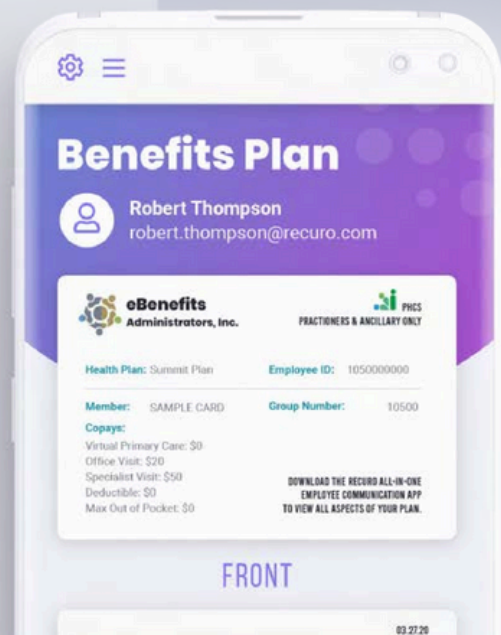 Benefits Plan
Robert Thompson
robert.thompson@recuro.com
eBenefits
Administrators, Inc.
PHCS
PRACTIONERS & ANCILLARY ONLY
Health Plan: Summit Plan
Employee ID: 1050000000
Member: SAMPLE CARD
Group Number: 10500
Copays:
Virtual Primary Care: $0
Office Visit: $20
Specialist Visit: $50
Deductible: $0
Max Out of Pocket: $0
DOWNLOAD THE RECURO ALL-IN-ONE
EMPLOYEE COMMUNICATION APP
TO VIEW ALL ASPECTS OF YOUR PLAN.
FRONT
03.27.20